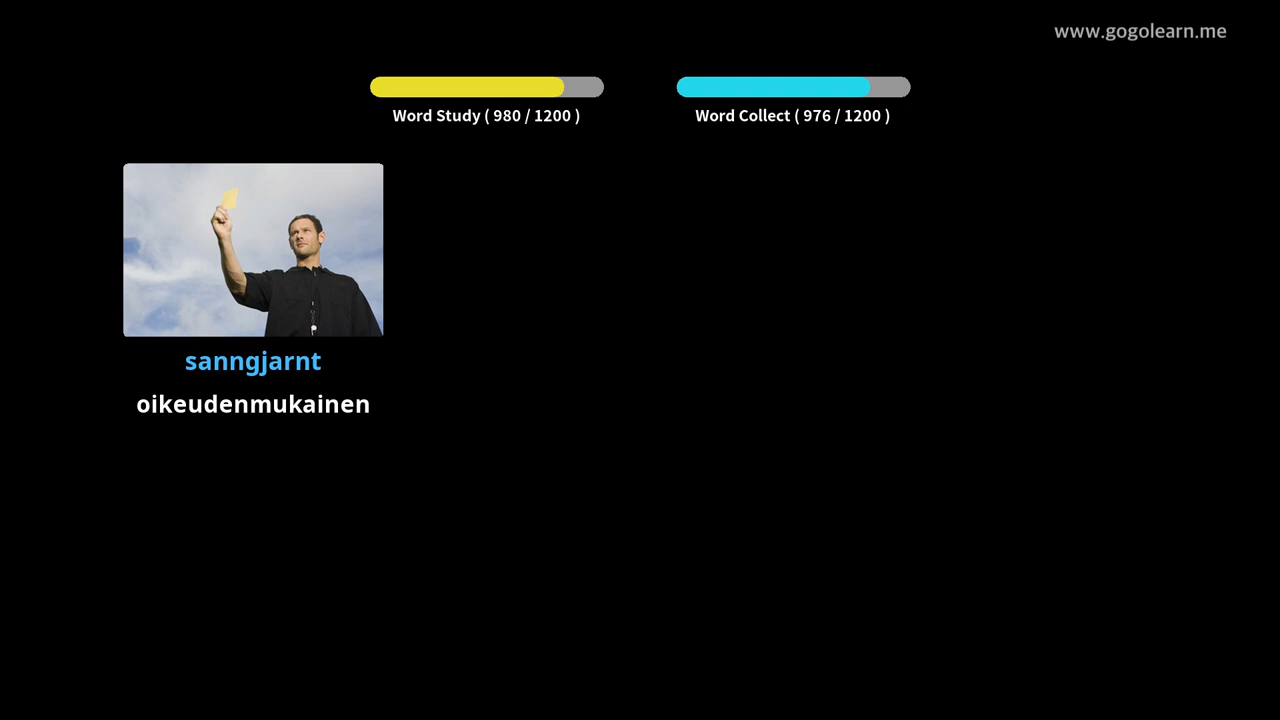 www.gogolearn.me
Word Study ( 980 / 1200 )
Word Collect ( 976 / 1200 )
sanngjarnt
oikeudenmukainen